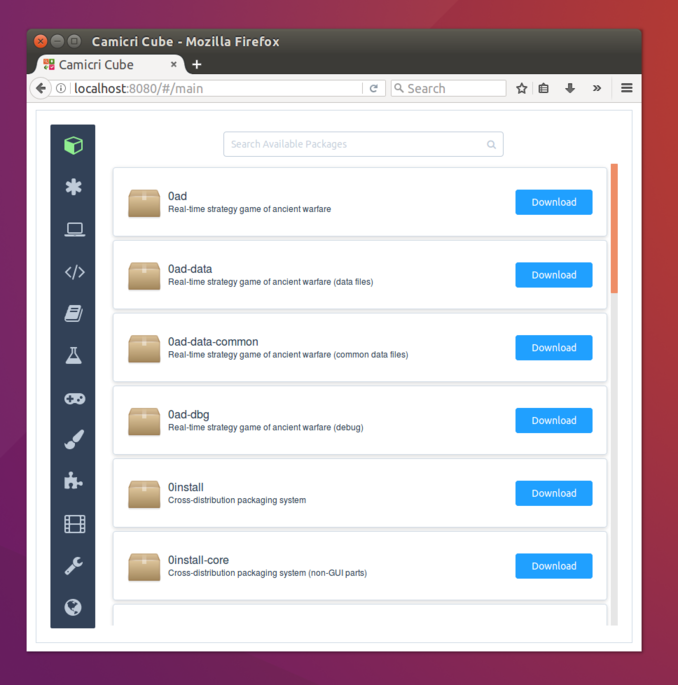 Camicri Cube - Mozilla Firefox
Camicri Cube × +
localhost:8080/#/main
Search
Search Available Packages
0ad
Real-time strategy game of ancient warfare
Download
0ad-data
Real-time strategy game of ancient warfare (data files)
Download
0ad-data-common
Real-time strategy game of ancient warfare (common data files)
Download
0ad-dbg
Real-time strategy game of ancient warfare (debug)
Download
0install
Cross-distribution packaging system
Download
0install-core
Cross-distribution packaging system (non-GUI parts)
Download